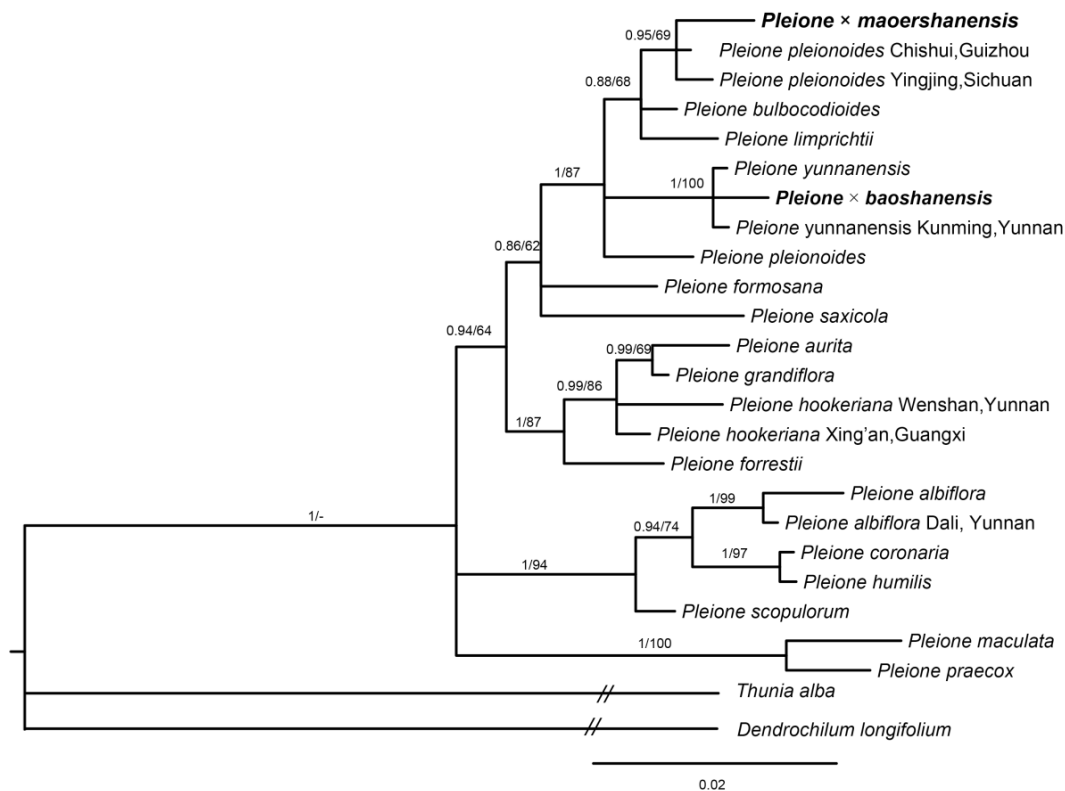 Pleione × maoershanensis
0.95/69
Pleione pleionoides Chishui,Guizhou
Pleione pleionoides Yingjing,Sichuan
0.88/68
Pleione bulbocodioides
Pleione limprichtii
Pleione yunnanensis
1/87
1/100
Pleione × baoshanensis
Pleione yunnanensis Kunming,Yunnan
0.86/62
Pleione pleionoides
Pleione formosana
Pleione saxicola
0.94/64
Pleione aurita
0.99/69
Pleione grandiflora
0.99/86
Pleione hookeriana Wenshan,Yunnan
1/87
Pleione hookeriana Xing'an,Guangxi
Pleione forrestii
Pleione albiflora
1/99
Pleione albiflora Dali, Yunnan
1/-
0.94/74
Pleione coronaria
1/97
1/94
Pleione humilis
Pleione scopulorum
Pleione maculata
1/100
Pleione praecox
Thunia alba
Dendrochilum longifolium
0.02